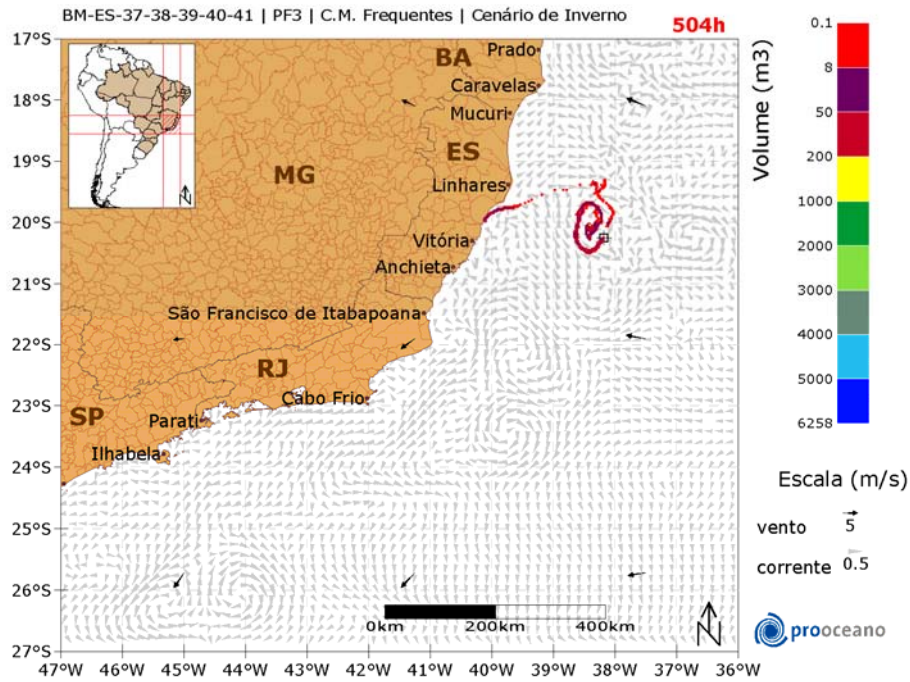 BM-ES-37-38-39-40-41 | PF3 | C.M. Frequentes | Cenário de Inverno
504h
17°S
18°S
19°S
20°S
21°S
22°S
23°S
24°S
25°S
26°S
27°S
BA
Prado
Caravelas
Mucuri
ES
MG
Linhares
Vitória
Anchieta
São Francisco de Itabapoana
RJ
Cabo Frio
SP
Parati
Ilhabela
N
0km
200km
400km
N
47°W
46°W
45°W
44°W
43°W
42°W
41°W
40°W
39°W
38°W
37°W
36°W
Volume (m3)
0.1
8
50
200
1000
2000
3000
4000
5000
6258
Escala (m/s)
vento 5
corrente 0.5
prooceano